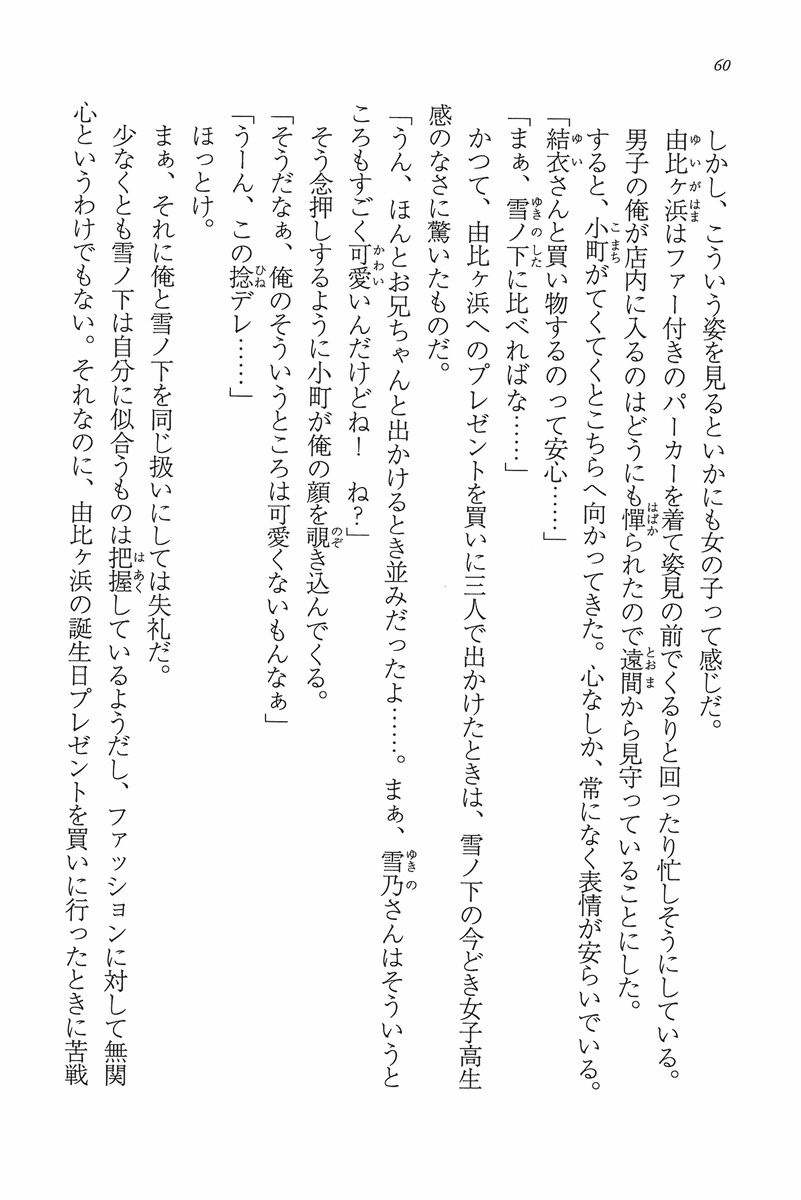 60
しかし、こういう姿を見るといかにも女の子って感じだ。
由比ヶ浜はファー付きのパーカーを着て姿見の前でくるりと回ったり忙しそうにしている。
男子の俺が店内に入るのはどうにも憚られたので遠間から見守っていることにした。
すると、小町がてくてくとこちらへ向かってきた。心なしか、常になく表情が安らいでいる。
「結衣さんと買い物するのって安心……」
「まぁ、雪ノ下に比べればな……」
かつて、由比ヶ浜へのプレゼントを買いに三人で出かけたときは、雪ノ下の今どき女子高生
感のなさに驚いたものだ。
「うん、ほんとお兄ちゃんと出かけるとき並みだったよ……。まぁ、雪乃さんはそういうと
ころもすごく可愛いんだけどね！　ね？」
そう念押しするように小町が俺の顔を覗き込んでくる。
「そうだなぁ、俺のそういうところは可愛くないもんなぁ」
「うーん、この捻デレ……」
ほっとけ。
まぁ、それに俺と雪ノ下を同じ扱いにしては失礼だ。
少なくとも雪ノ下は自分に似合うものは把握しているようだし、ファッションに対して無関
心というわけでもない。それなのに、由比ヶ浜の誕生日プレゼントを買いに行ったときに苦戦